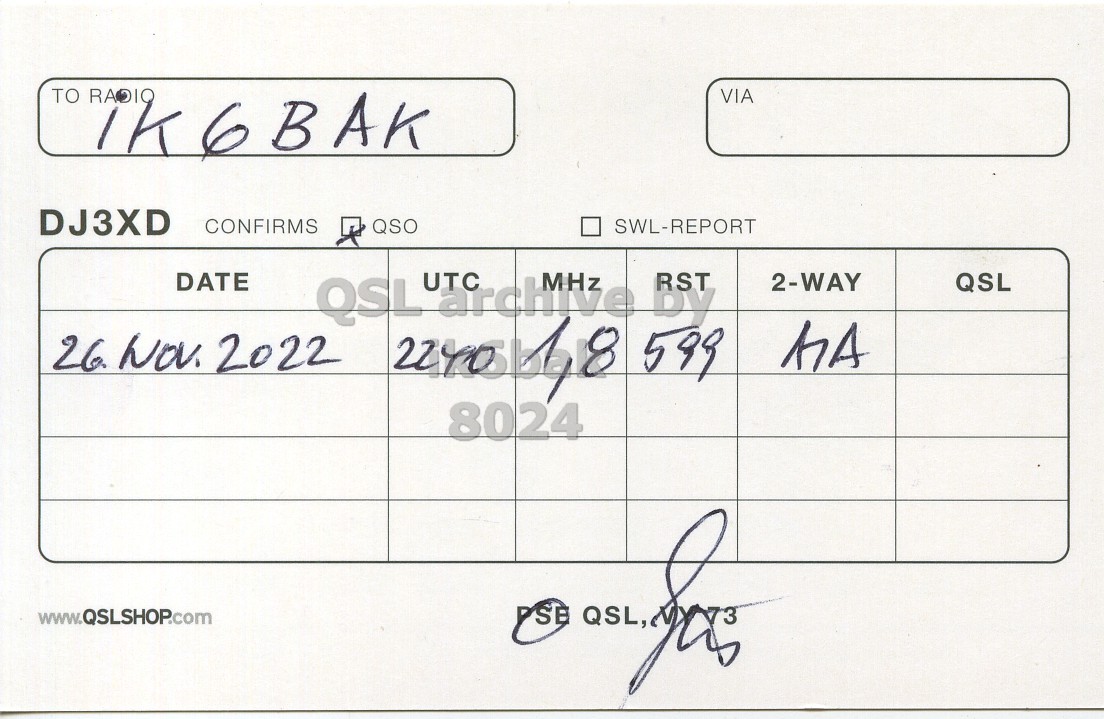 TO RADIO
iK6BAK
VIA
DJ3XD CONFIRMS QSO SWL-REPORT
DATE UTC MHz RST 2-WAY QSL
QSL archive by
26. Nov. 2022 2240 1,8 599
ik6bak
8024
www.QSLSHOP.com
PSE QSL, VY 73